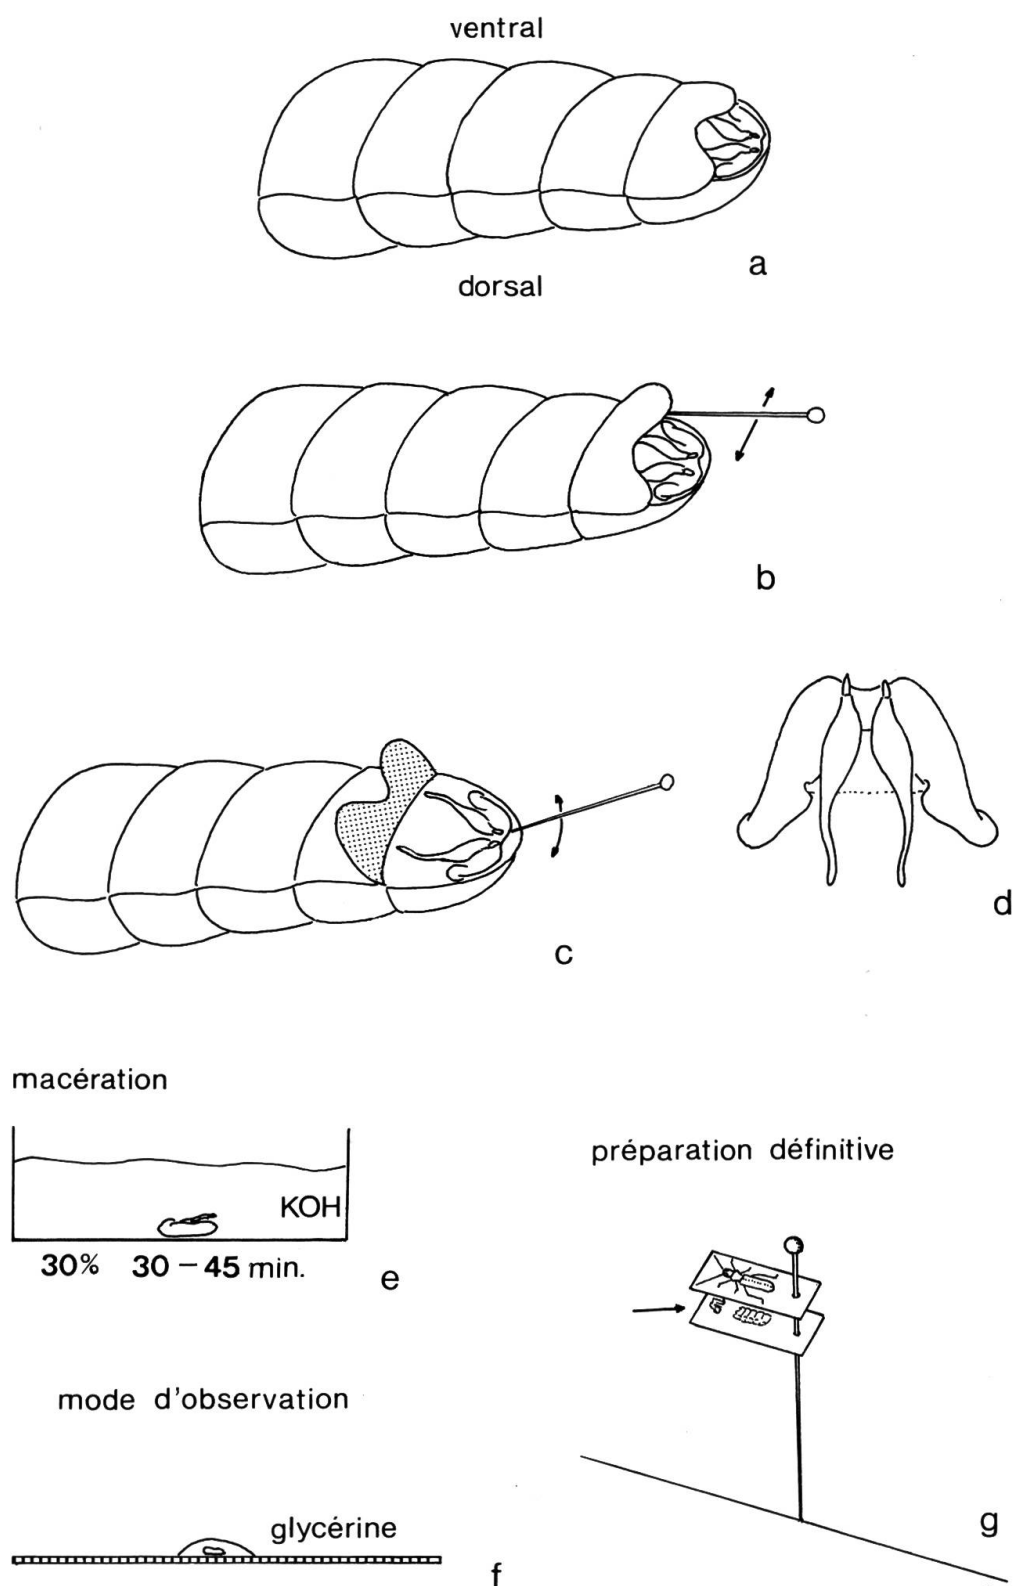 ventral
a
dorsal
b
d
c
macération
KOH
30% 30 – 45 min.
e
préparation définitive
mode d'observation
glycérine
f
g